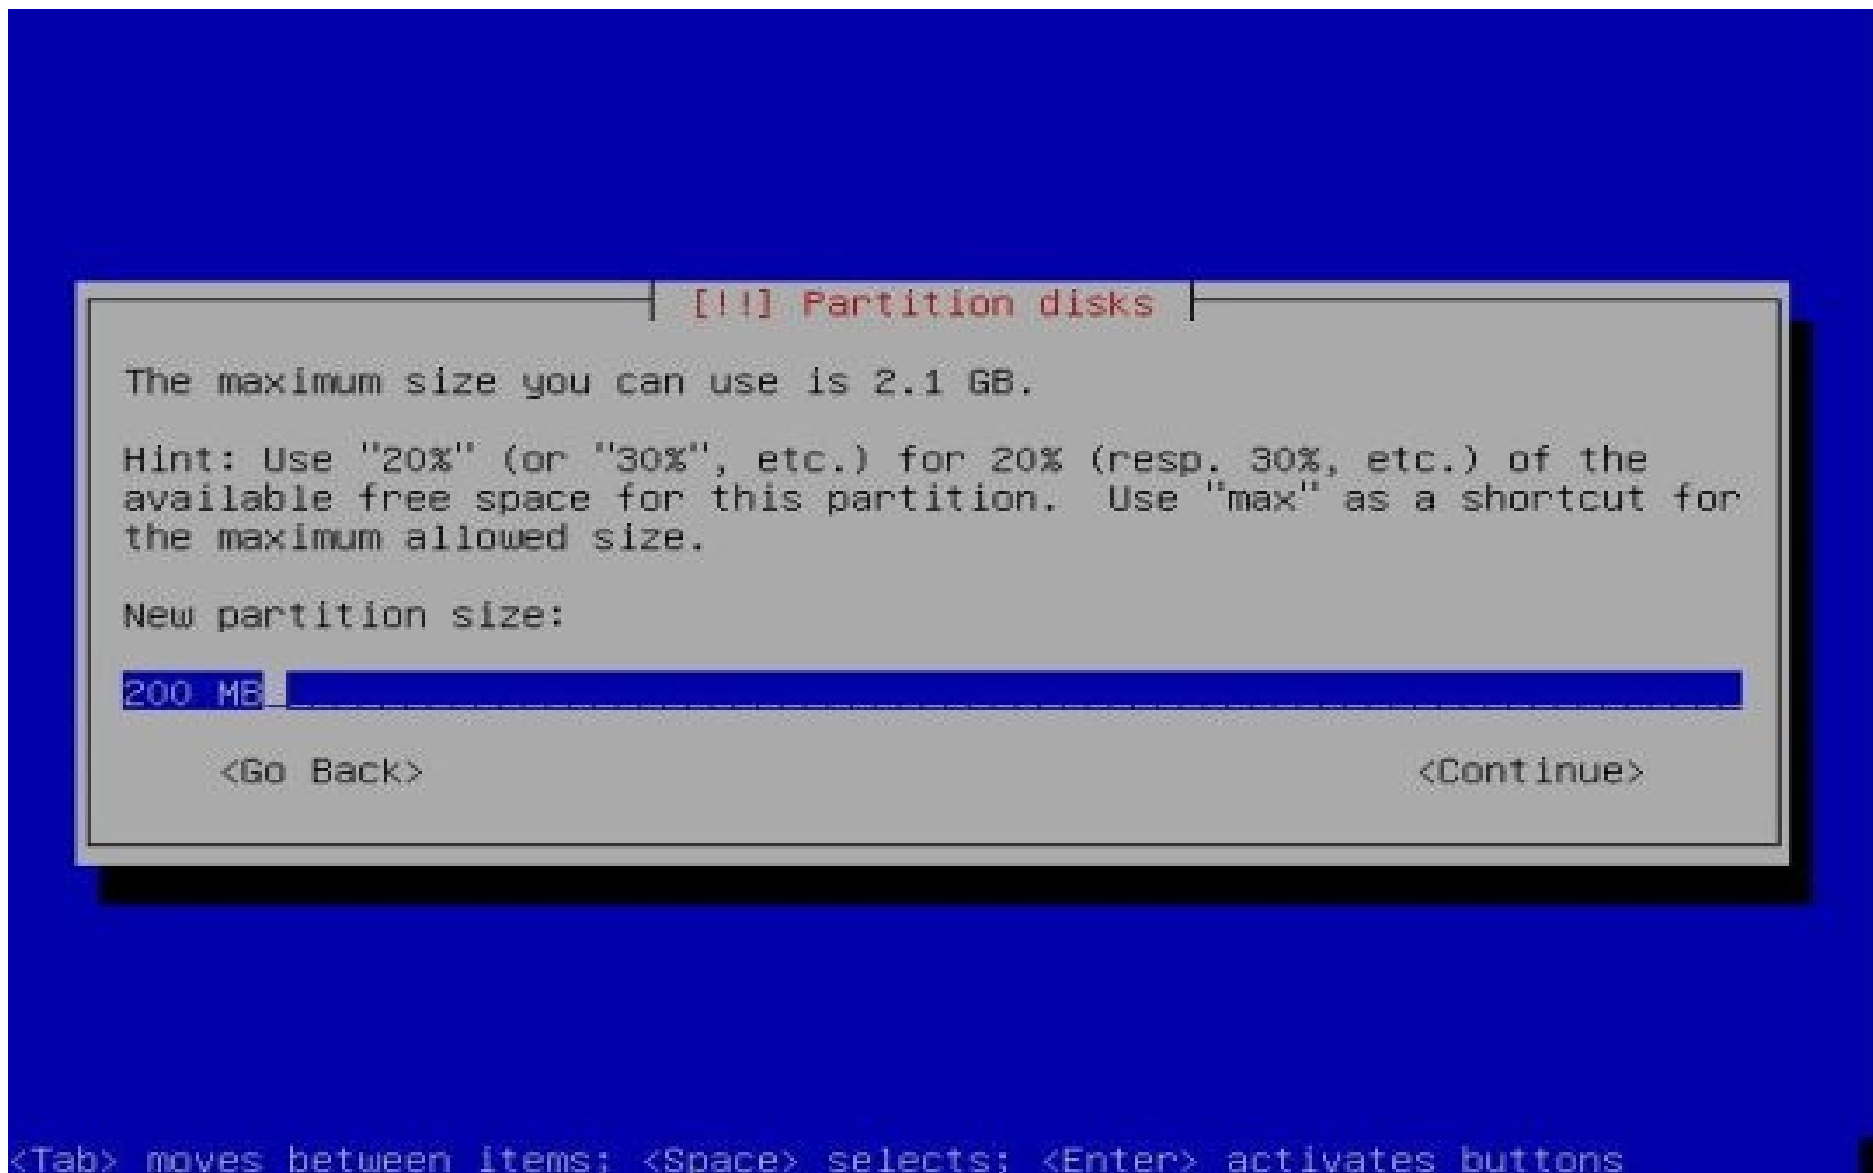 [!!] Partition disks
The maximum size you can use is 2.1 GB.
Hint: Use "20%" (or "30%", etc.) for 20% (resp. 30%, etc.) of the
available free space for this partition.  Use "max" as a shortcut for
the maximum allowed size.
New partition size:
200 MB
<Go Back> <Continue>
<Tab> moves between items; <Space> selects; <Enter> activates buttons